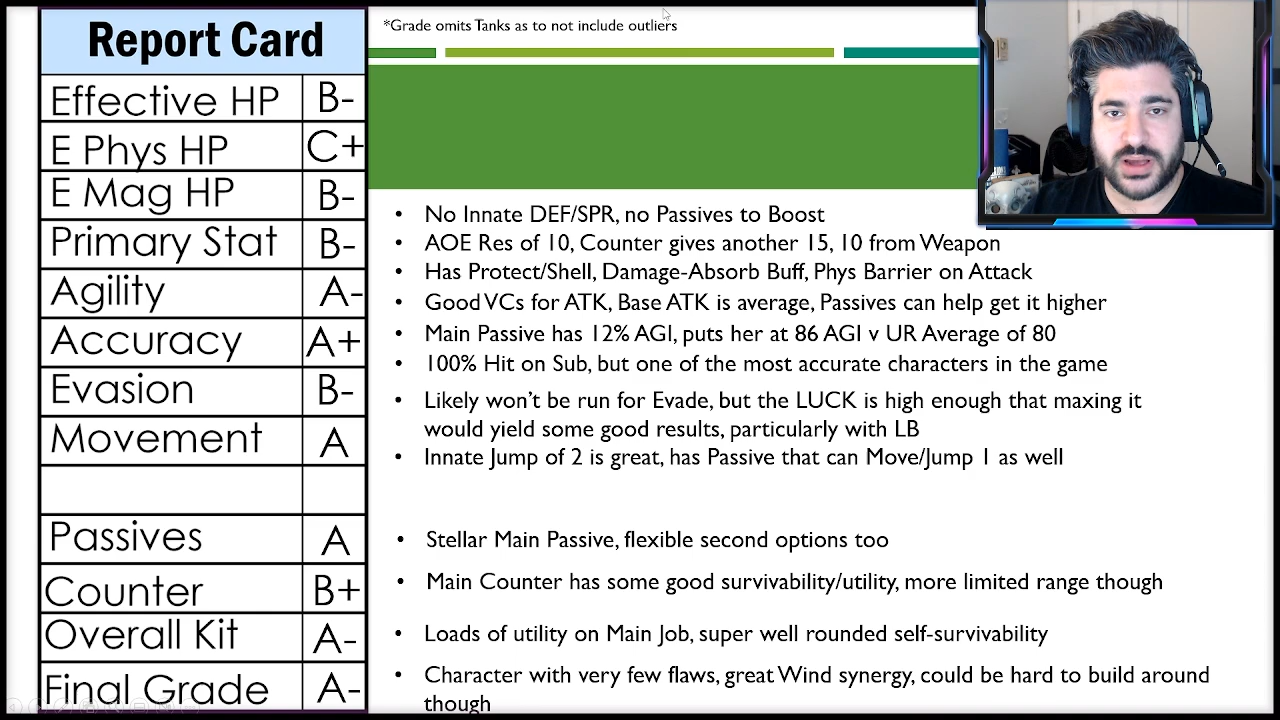 *Grade omits Tanks as to not include outliers
Report Card
Effective HP B-
E Phys HP C+
E Mag HP B-
Primary Stat B-
Agility A-
Accuracy A+
Evasion B-
Movement A
Passives A
Counter B+
Overall Kit A-
Final Grade A-
• No Innate DEF/SPR, no Passives to Boost
• AOE Res of 10, Counter gives another 15, 10 from Weapon
• Has Protect/Shell, Damage-Absorb Buff, Phys Barrier on Attack
• Good VCs for ATK, Base ATK is average, Passives can help get it higher
• Main Passive has 12% AGI, puts her at 86 AGI v UR Average of 80
• 100% Hit on Sub, but one of the most accurate characters in the game
• Likely won't be run for Evade, but the LUCK is high enough that maxing it
would yield some good results, particularly with LB
• Innate Jump of 2 is great, has Passive that can Move/Jump 1 as well
• Stellar Main Passive, flexible second options too
• Main Counter has some good survivability/utility, more limited range though
• Loads of utility on Main Job, super well rounded self-survivability
• Character with very few flaws, great Wind synergy, could be hard to build around
though